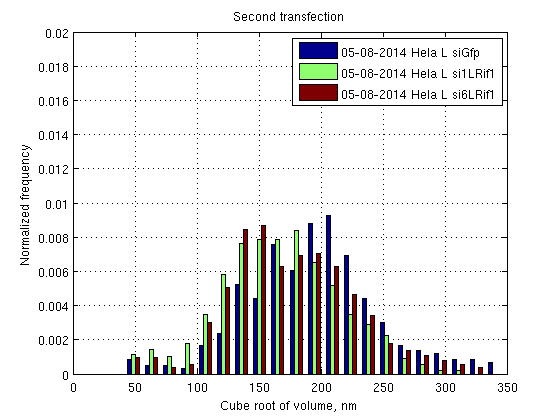 Second transfection
0.02
0.018
0.016
0.014
0.012
0.01
0.008
0.006
0.004
0.002
0
Normalized frequency
05-08-2014 Hela L siGfp
05-08-2014 Hela L si1LRif1
05-08-2014 Hela L si6LRif1
0 50 100 150 200 250 300 350
Cube root of volume, nm